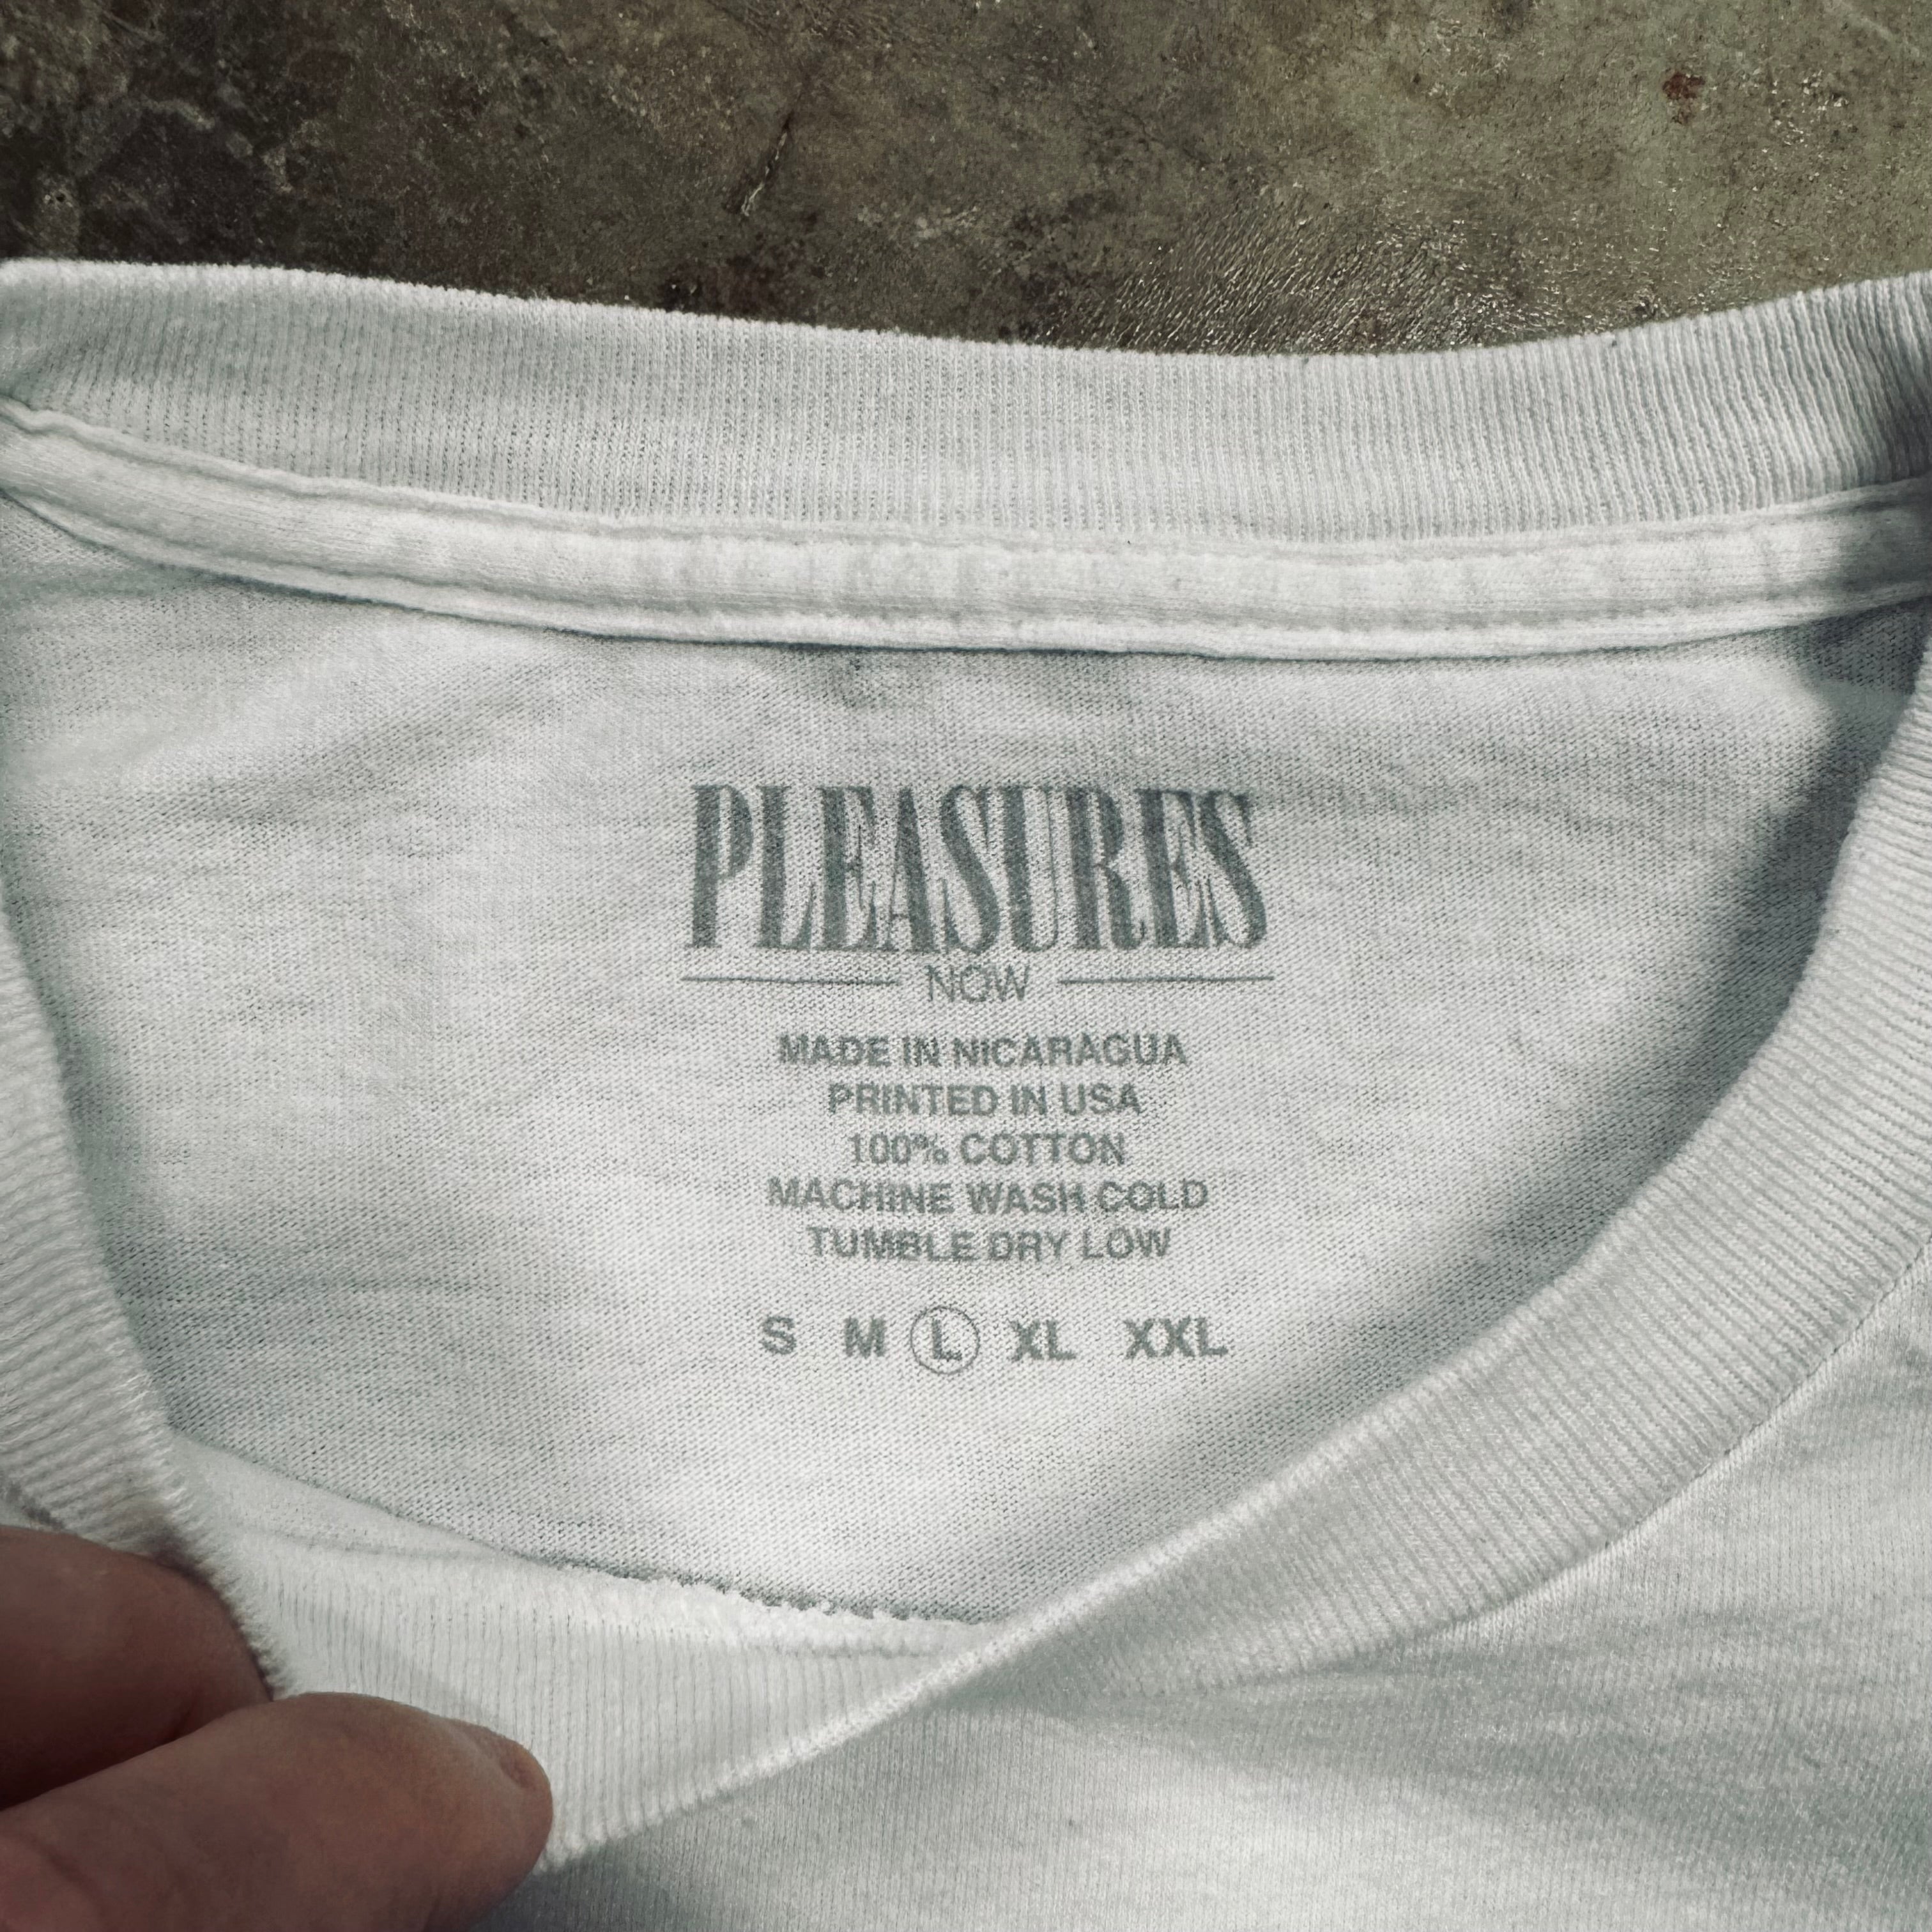 PLEASURES
NOW
MADE IN NICARAGUA
PRINTED IN USA
100% COTTON
MACHINE WASH COLD
TUMBLE DRY LOW
S M L XL XXL